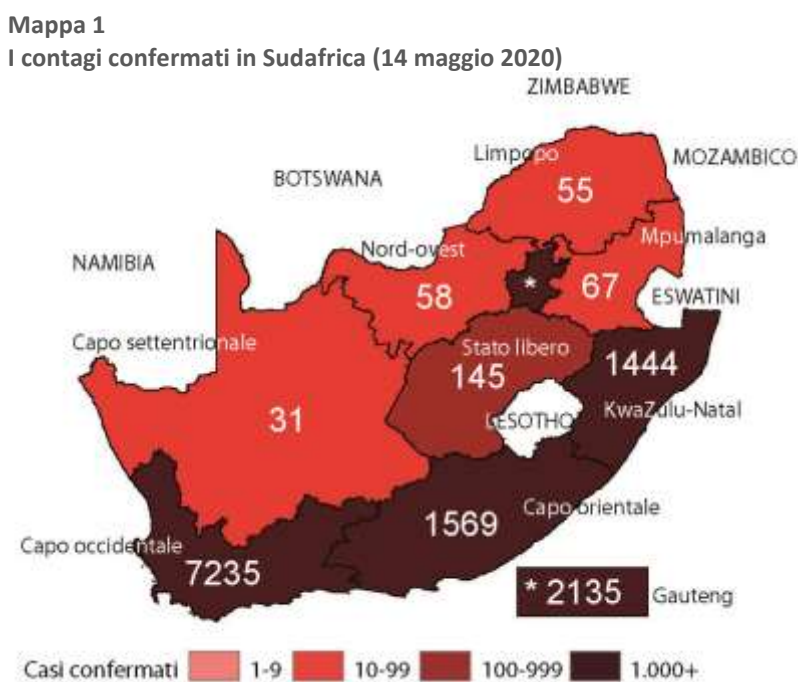 Mappa 1
I contagi confermati in Sudafrica (14 maggio 2020)
ZIMBABWE
Limpopo
MOZAMBICO
BOTSWANA
55
Mpumalanga
Nord-ovest
NAMIBIA
*
67
58
ESWATINI
Capo settentrionale
Stato libero
1444
145
KwaZulu-Natal
31
LESOTHO
Capo orientale
1569
Capo occidentale
7235
* 2135
Gauteng
Casi confermati 1-9 10-99 100-999 1.000+